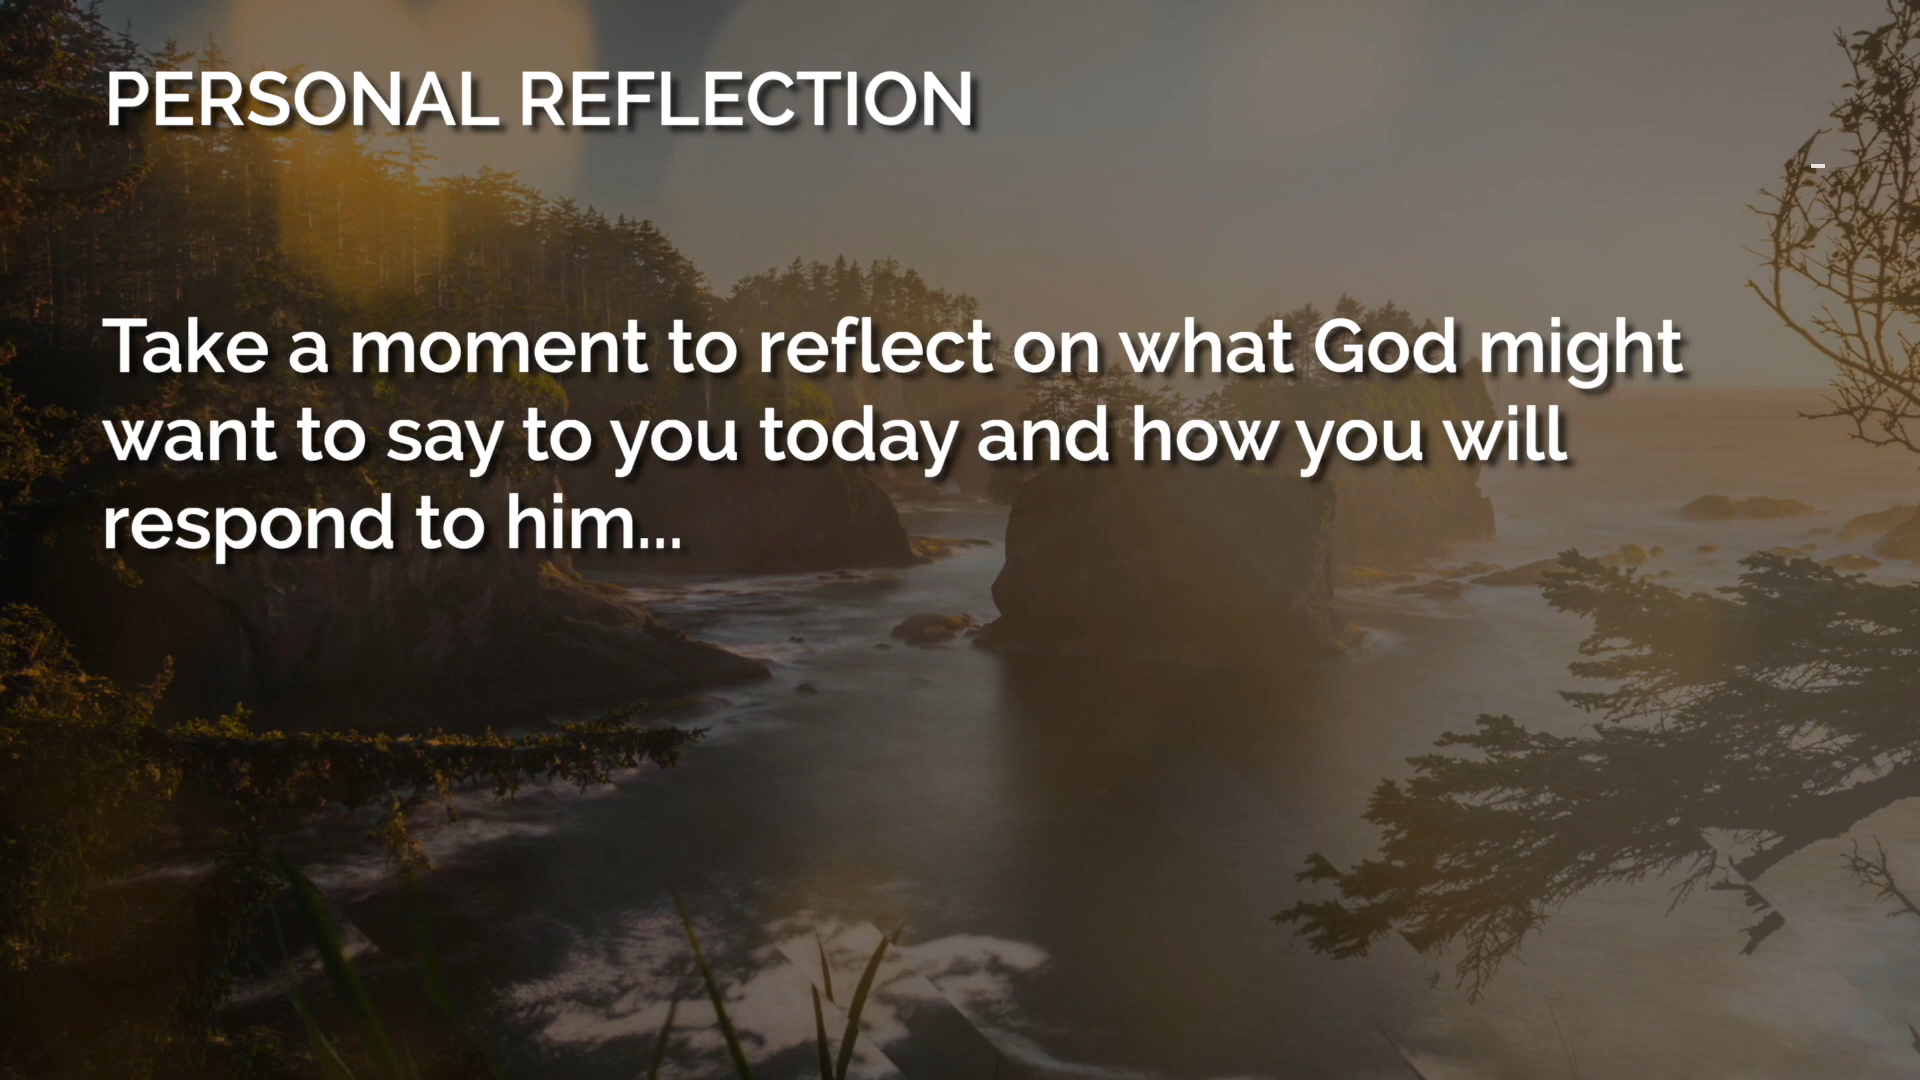 PERSONAL REFLECTION
-
Take a moment to reflect on what God might
want to say to you today and how you will
respond to him...